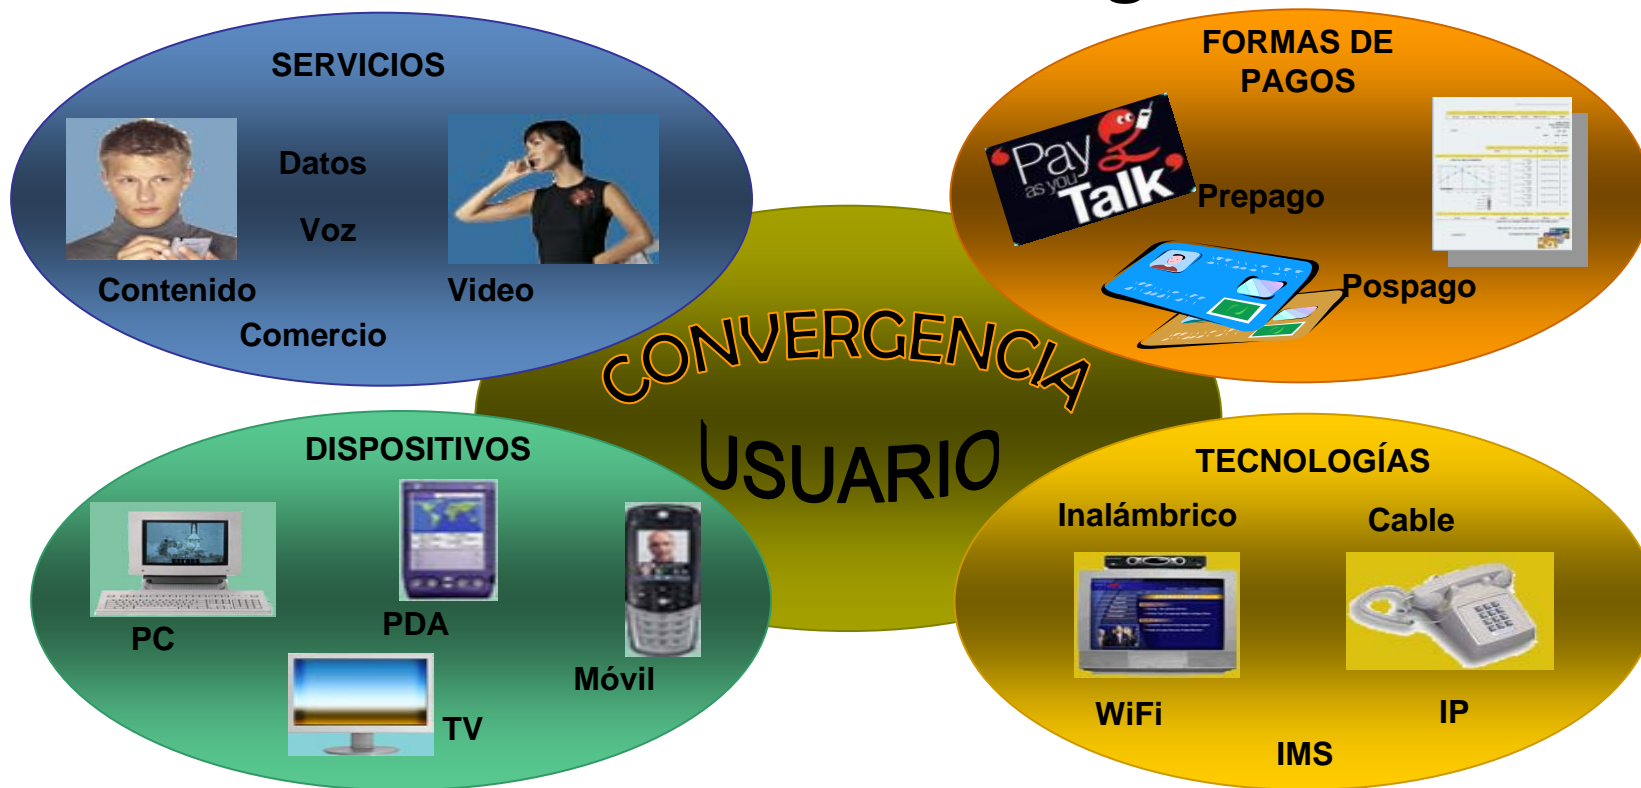 g
SERVICIOS
Datos
Voz
Contenido
Video
Comercio
FORMAS DE
PAGOS
‘Pay
as you
Talk’
Prepago
Pospago
CONVERGENCIA
USUARIO
DISPOSITIVOS
PC
PDA
Móvil
TV
TECNOLOGÍAS
Inalámbrico
Cable
WiFi
IP
IMS